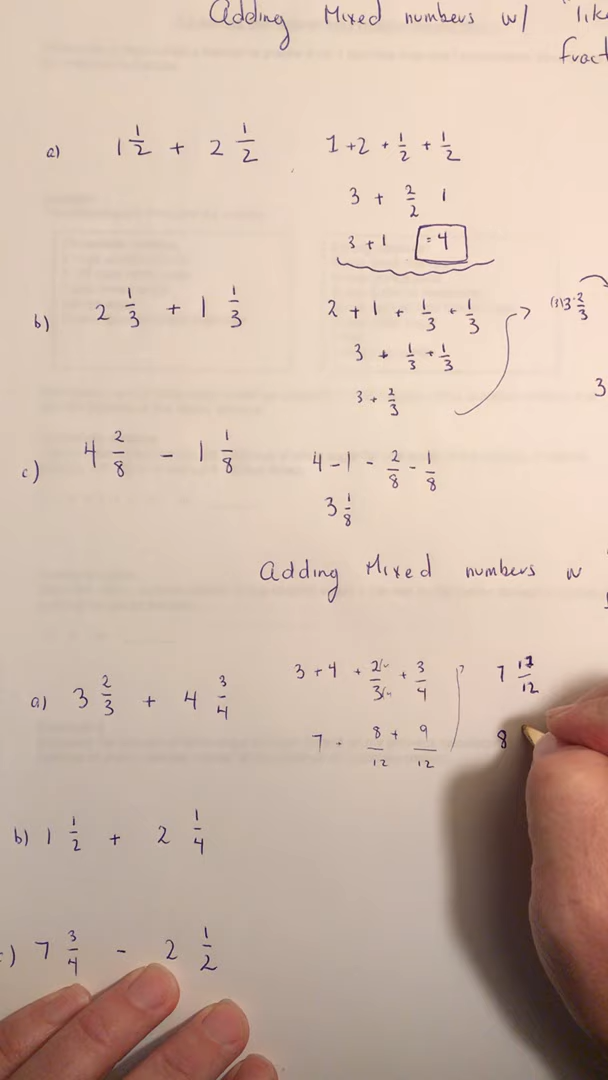 Adding Mixed numbers w/ "lik
fract
a) 1 1/2 + 2 1/2
1 + 2 + 1/2 + 1/2
3 + 2/2 1
3 + 1 = 4
b) 2 1/3 + 1 1/3
2 + 1 + 1/3 + 1/3
3 + 1/3 + 1/3
3 + 2/3
(3)3 2/3
3
c) 4 2/8 - 1 1/8
4 - 1 - 2/8 - 1/8
3 1/8
Adding Mixed numbers w
a) 3 2/3 + 4 3/4
3 + 4 + 2/3 + 3/4
7 · 8/12 + 9/12
7 17/12
8
b) 1 1/2 + 2 1/4
c) 7 3/4 - 2 1/2